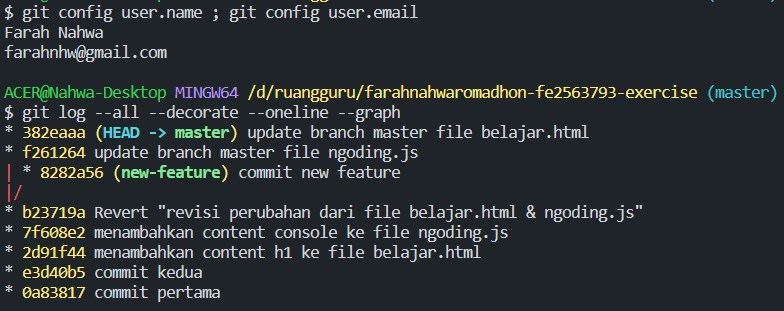 $ git config user.name ; git config user.email
Farah Nahwa
farahnhw@gmail.com
ACER@Nahwa-Desktop MINGW64 /d/ruangguru/farahnahwaromadhon-fe2563793-exercise (master)
$ git log --all --decorate --oneline --graph
* 382eaaa (HEAD -> master) update branch master file belajar.html
* f261264 update branch master file ngoding.js
| * 8282a56 (new-feature) commit new feature
|/
* b23719a Revert "revisi perubahan dari file belajar.html & ngoding.js"
* 7f608e2 menambahkan content console ke file ngoding.js
* 2d91f44 menambahkan content h1 ke file belajar.html
* e3d40b5 commit kedua
* 0a83817 commit pertama